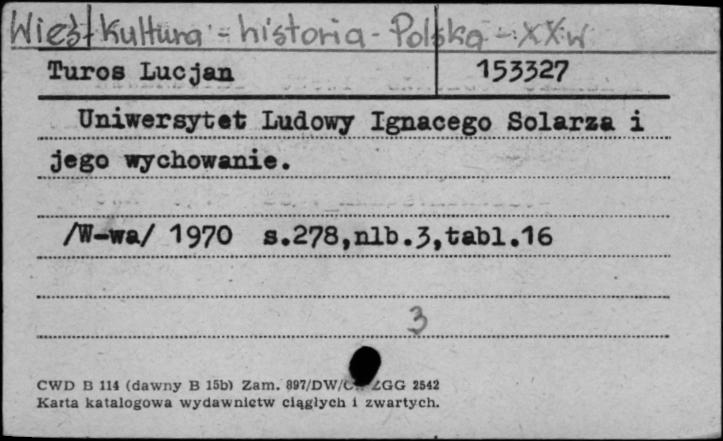 Wieś - kultura - historia - Polska - XX w
Turos Lucjan 153327
Uniwersytet Ludowy Ignacego Solarza i
jego wychowanie.
/W-wa/ 1970 s.278,nlb.3,tabl.16
3
CWD B 114 (dawny B 15b) Zam. 897/DW/ ZGG 2542
Karta katalogowa wydawnictw ciągłych i zwartych.